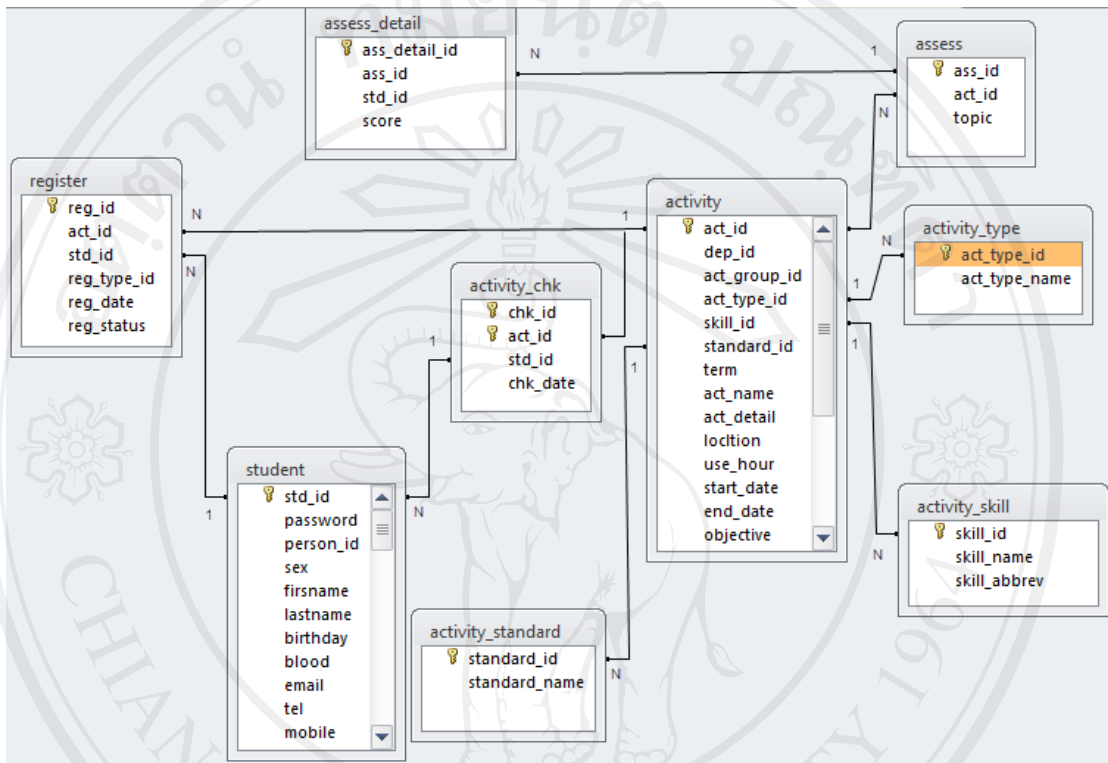 assess_detail
ass_detail_id
ass_id
std_id
score
N
1
assess
ass_id
act_id
topic
N
register
reg_id
act_id
std_id
reg_type_id
reg_date
reg_status
N
N
1
activity
act_id
dep_id
act_group_id
act_type_id
skill_id
standard_id
term
act_name
act_detail
locltion
use_hour
start_date
end_date
objective
1
1
1
N
activity_type
act_type_id
act_type_name
activity_chk
chk_id
act_id
std_id
chk_date
1
student
std_id
password
person_id
sex
firsname
lastname
birthday
blood
email
tel
mobile
1
N
activity_standard
standard_id
standard_name
N
activity_skill
skill_id
skill_name
skill_abbrev
N
CHIAN
Y 1964